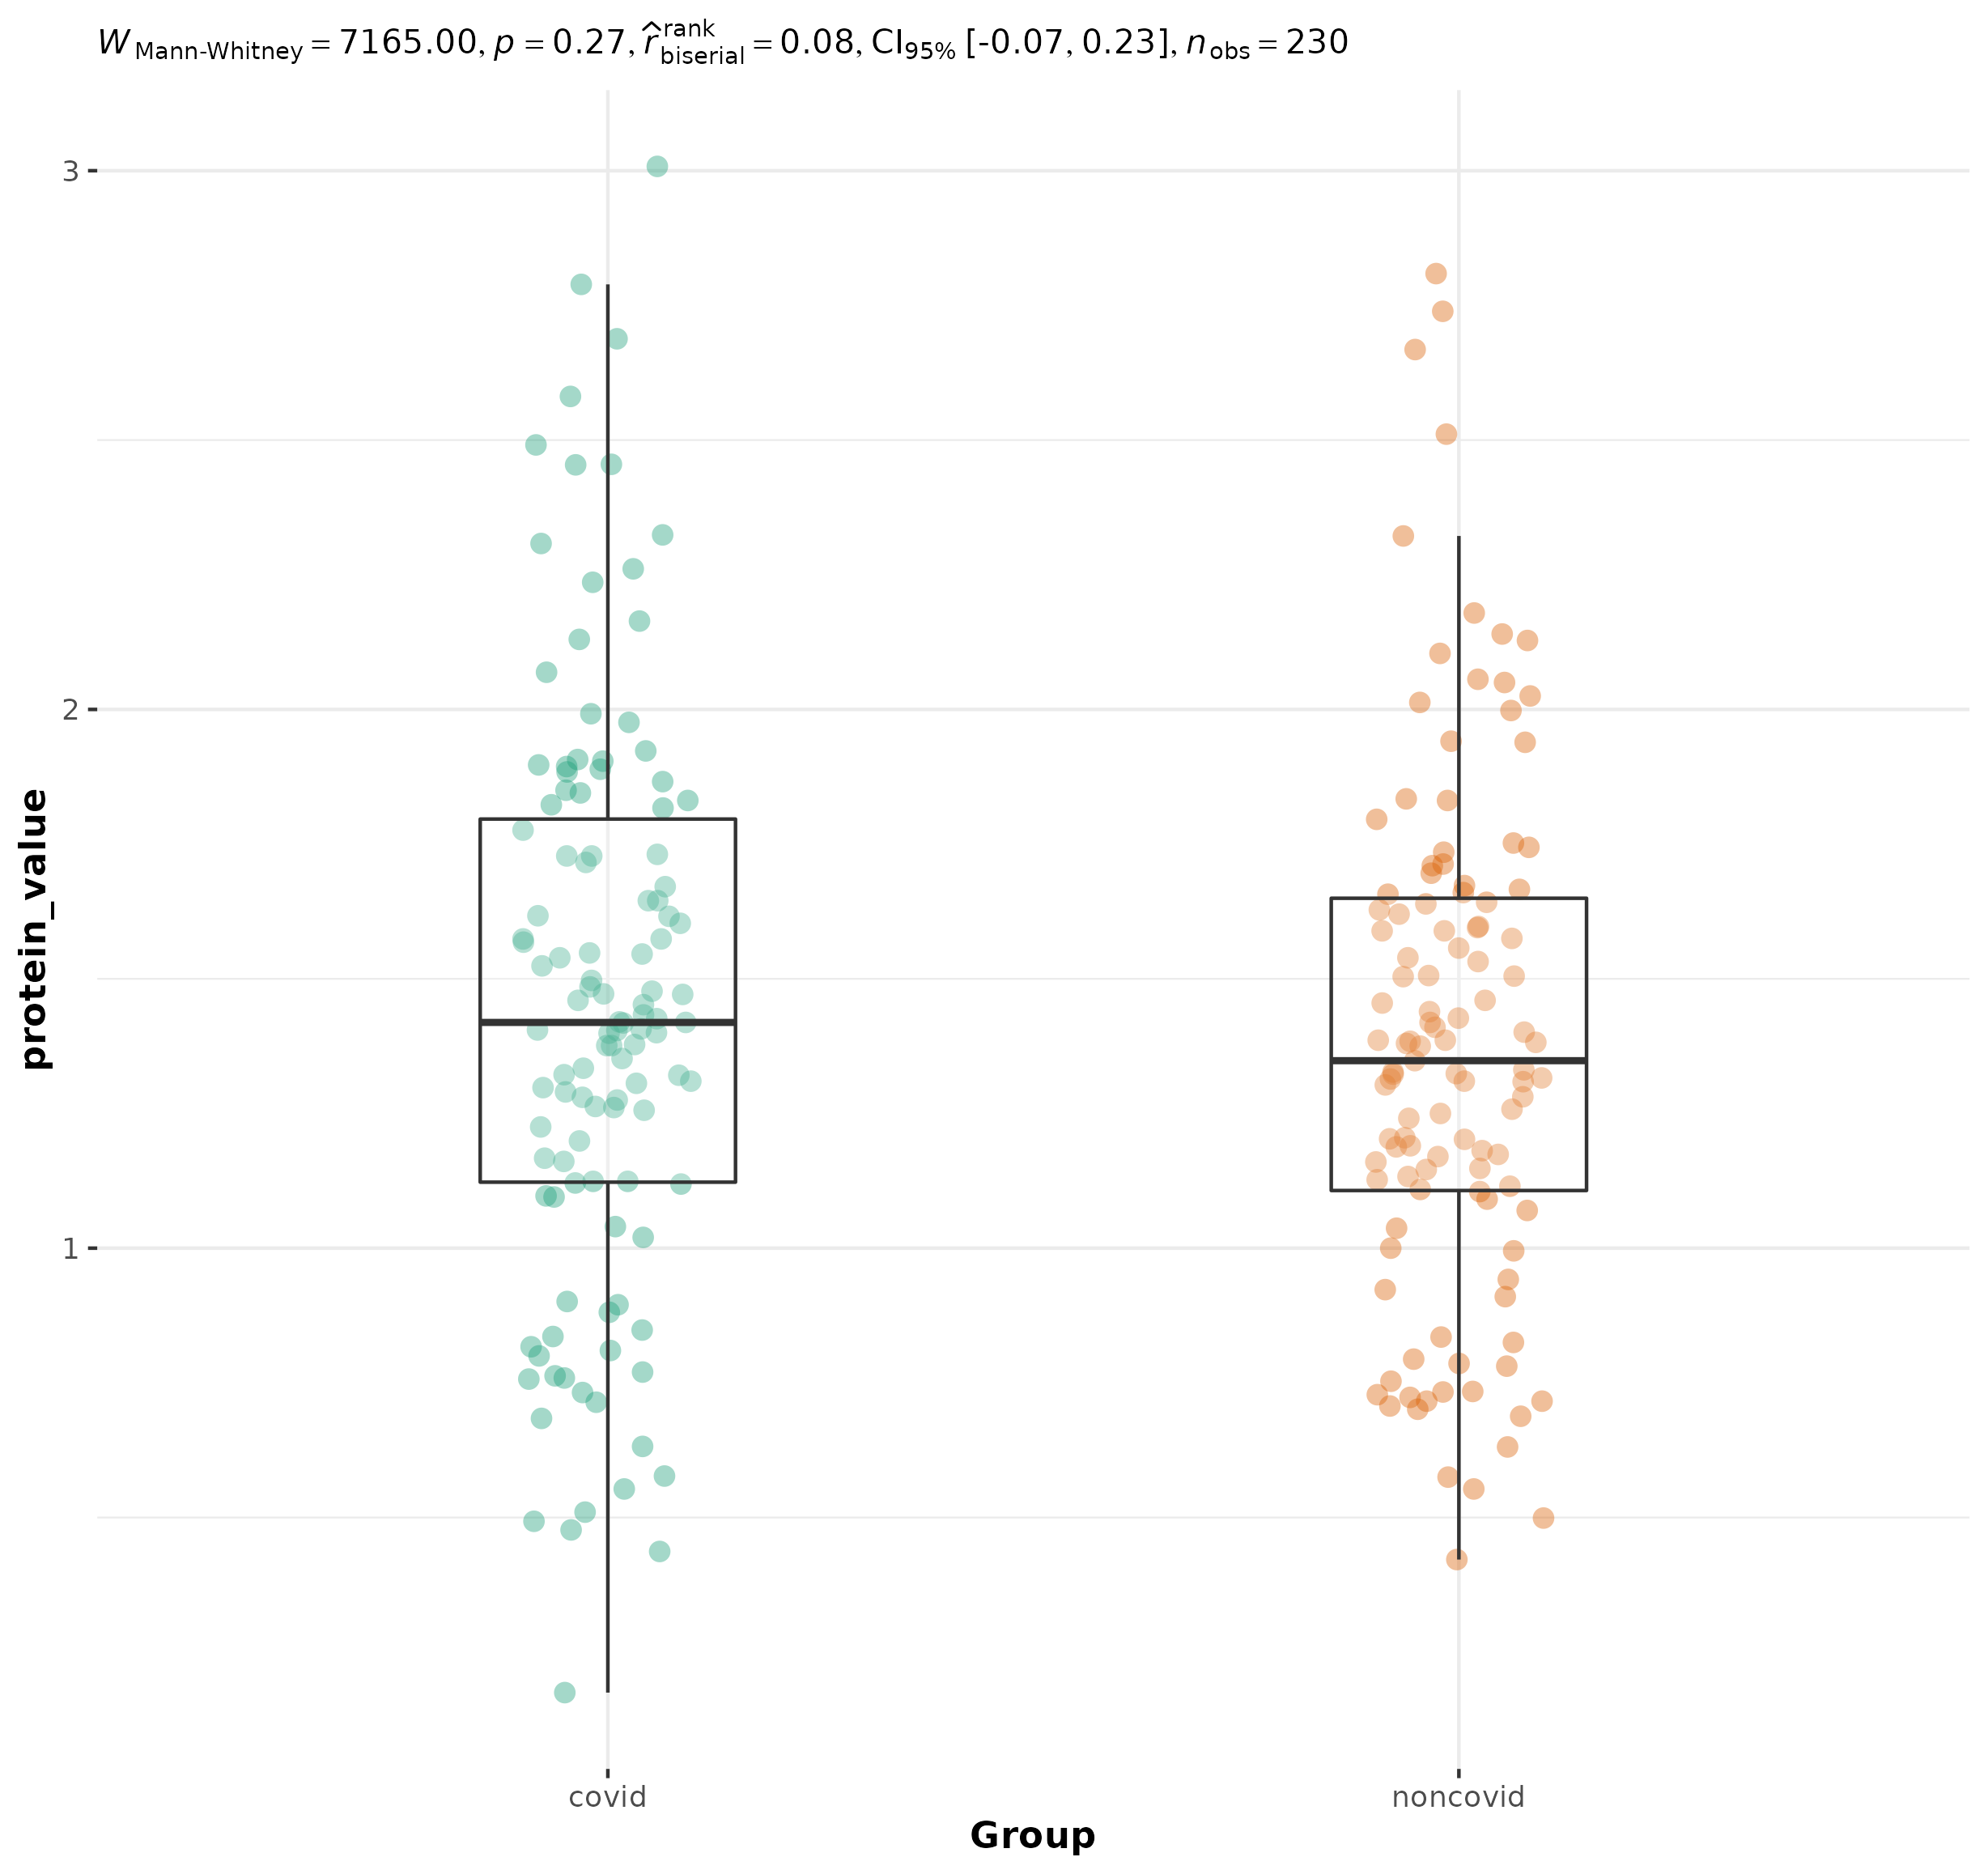 W Mann-Whitney = 7165.00, p = 0.27, r̂ rank biserial = 0.08, CI95% [-0.07, 0.23], nobs = 230
3
2
1
protein_value
covid noncovid
Group